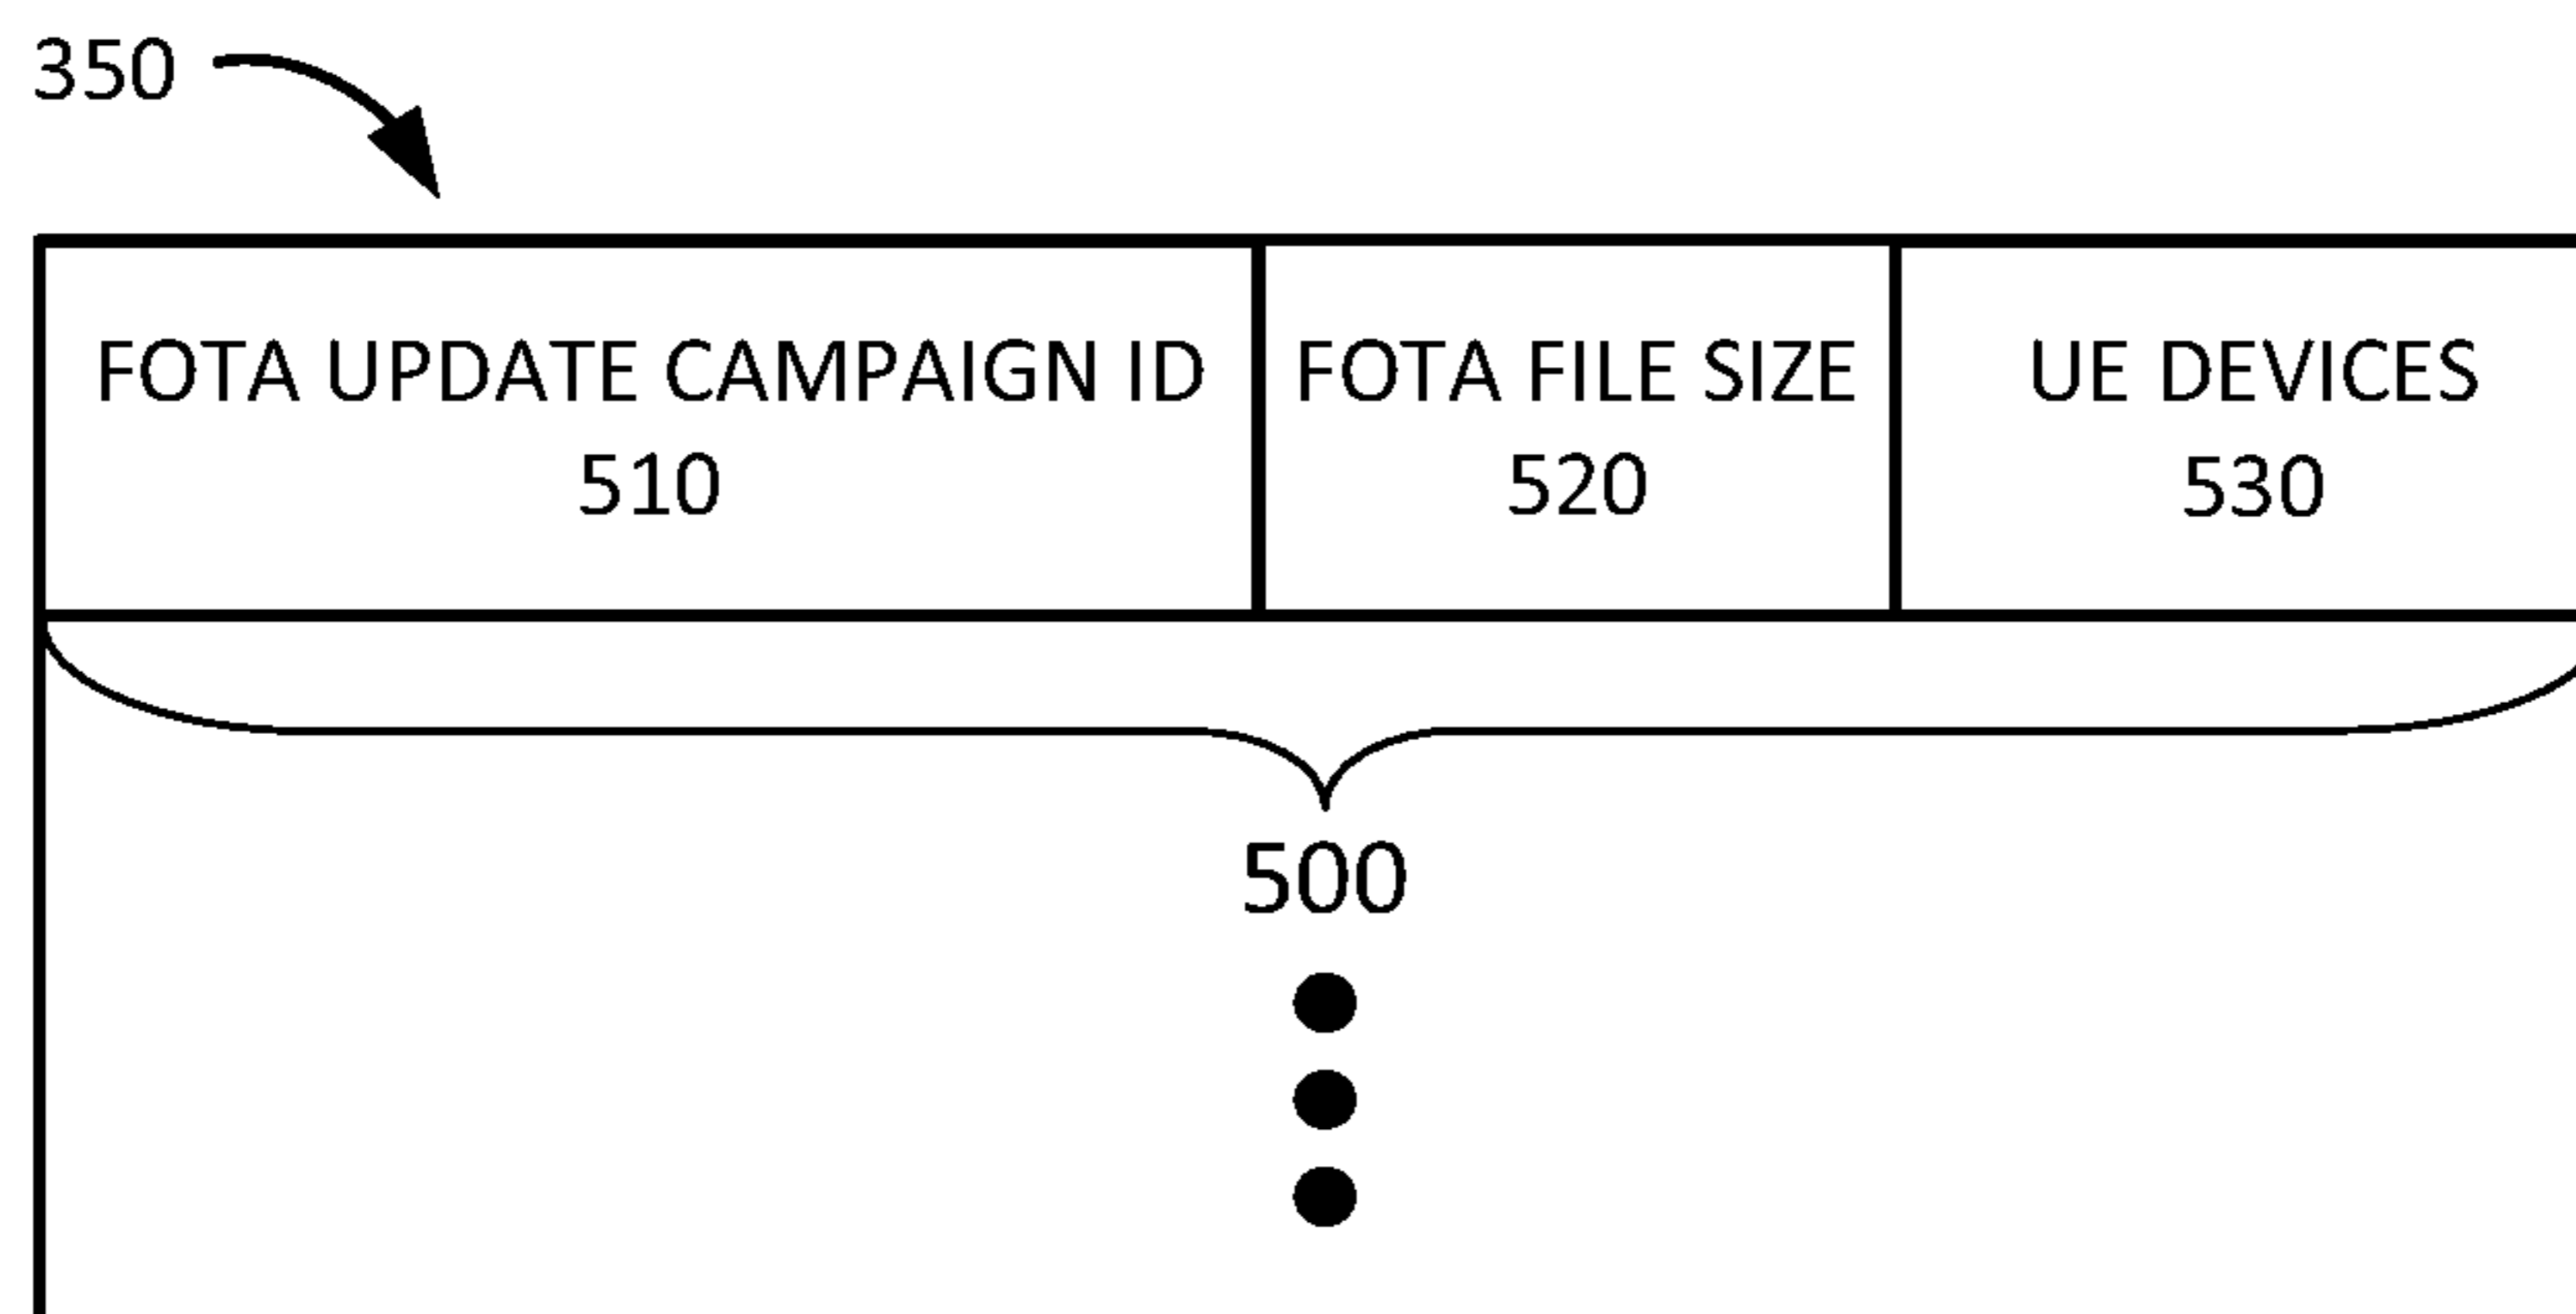 350
FOTA UPDATE CAMPAIGN ID
510
FOTA FILE SIZE
520
UE DEVICES
530
500